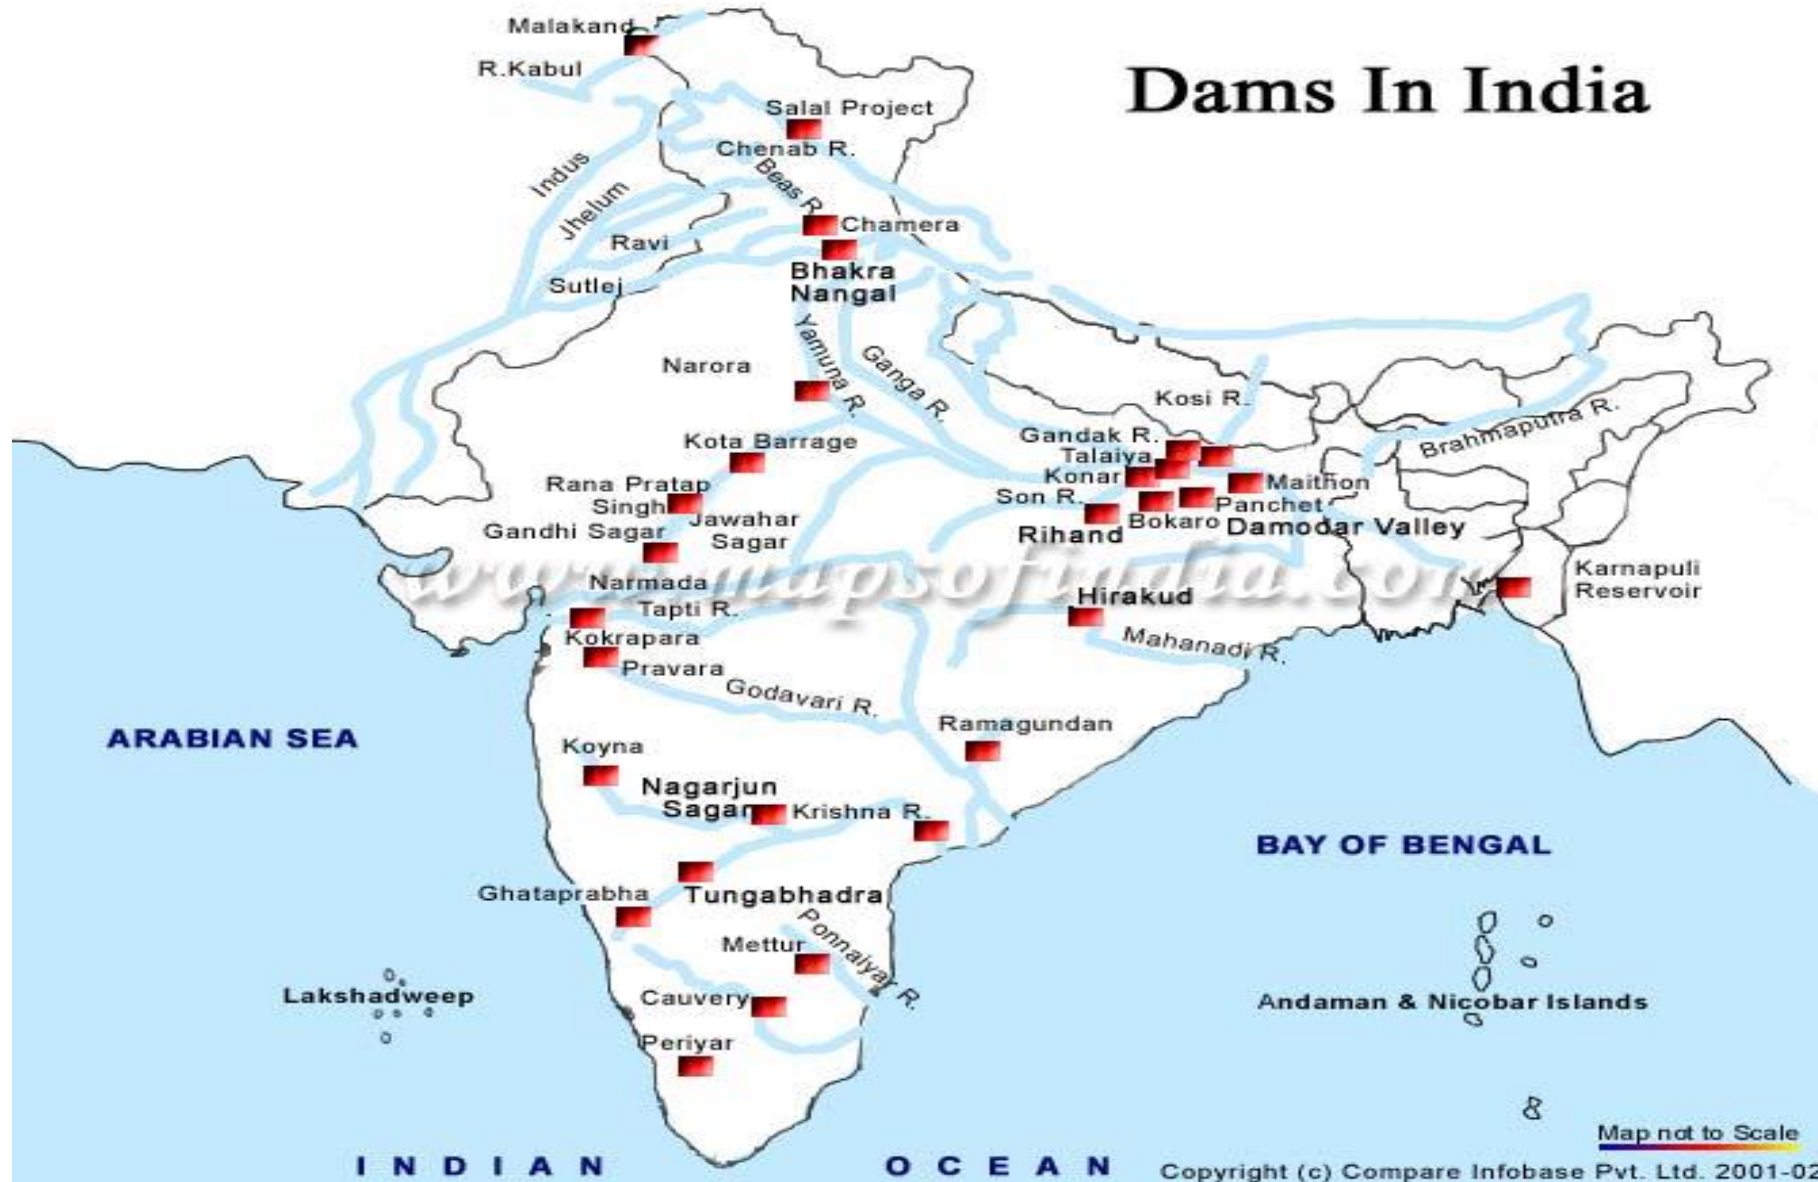 Malakand
R.Kabul
Dams In India
Salal Project
Chenab R.
Indus
Beas R.
Jhelum
Chamera
Ravi
Bhakra
Nangal
Sutlej
Yamuna R.
Ganga R.
Narora
Kosi R.
Brahmaputra R.
Kota Barrage
Gandak R.
Talaiya
Konar
Maithon
Rana Pratap
Singh
Son R.
Panchet
Jawahar
Sagar
Bokaro
Damodar Valley
Gandhi Sagar
Rihand
www.mapsofindia.com
Karnapuli
Reservoir
Narmada
Tapti R.
Hirakud
Kokrapara
Mahanadi R.
Pravara
Godavari R.
ARABIAN SEA
Ramagundan
Koyna
Nagarjun
Sagar
Krishna R.
BAY OF BENGAL
Ghataprabha
Tungabhadra
Ponnaiyar R.
Mettur
Lakshadweep
Cauvery
Andaman & Nicobar Islands
Periyar
Map not to Scale
INDIAN OCEAN
Copyright (c) Compare Infobase Pvt. Ltd. 2001-02